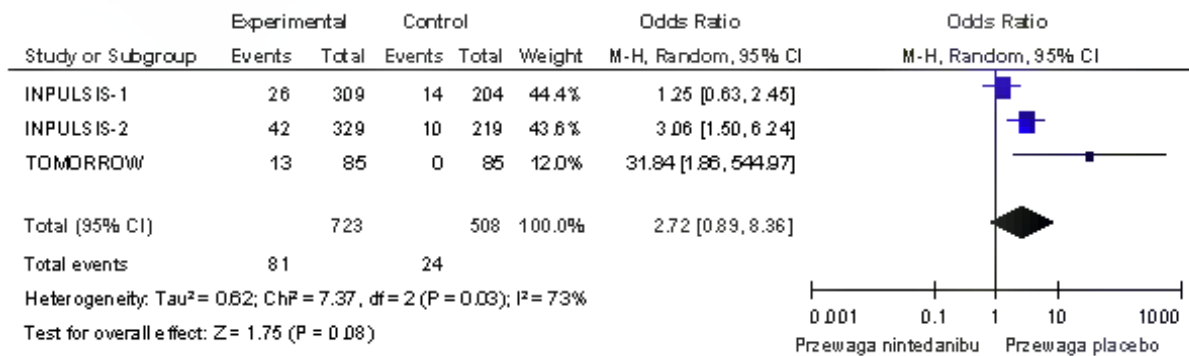 Experimental Control Odds Ratio Odds Ratio
Study or Subgroup Events Total Events Total Weight M-H, Random, 95% CI M-H, Random, 95% CI
INPULSIS-1 26 309 14 204 44.4% 1.25 [0.63, 2.45]
INPULSIS-2 42 329 10 219 43.6% 3.06 [1.50, 6.24]
TOMORROW 13 85 0 85 12.0% 31.84 [1.86, 544.97]
Total (95% CI) 723 508 100.0% 2.72 [0.89, 8.36]
Total events 81 24
Heterogeneity: Tau² = 0.62; Chi² = 7.37, df = 2 (P = 0.03); I² = 73%
Test for overall effect: Z = 1.75 (P = 0.08)
0.001 0.1 1 10 1000
Przewaga nintedanibu Przewaga placebo